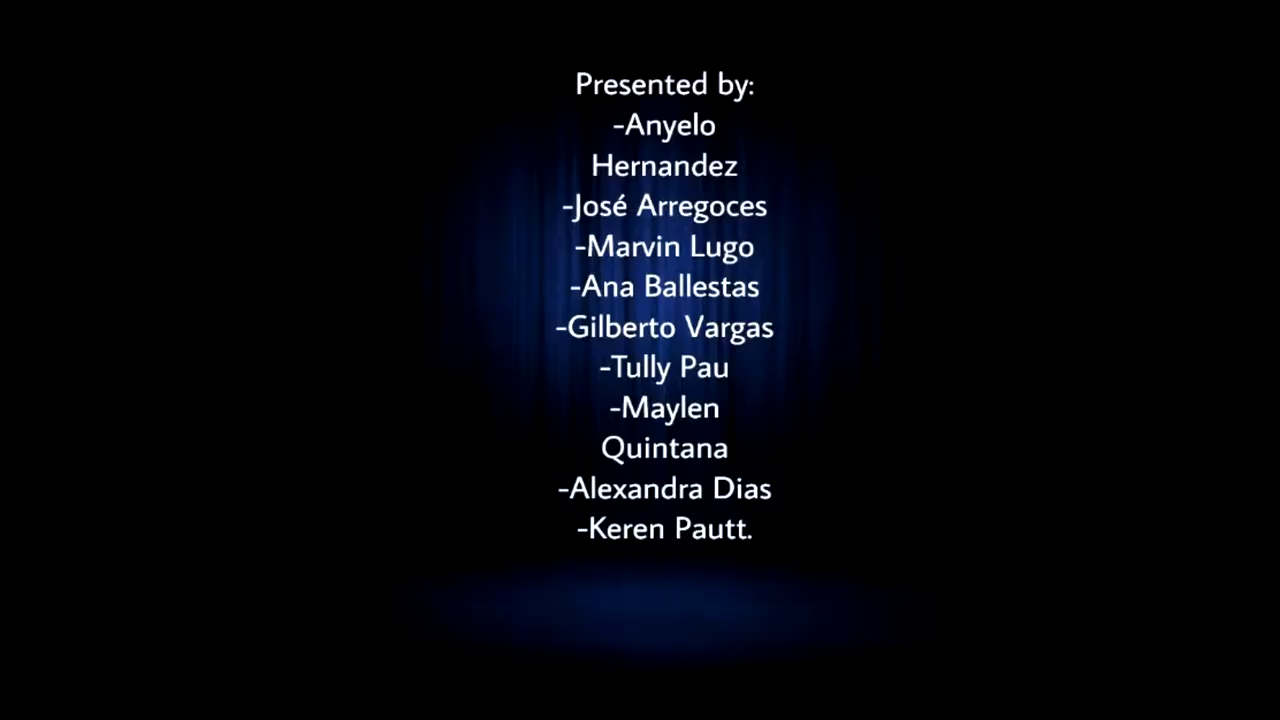 Presented by:
-Anyelo
Hernandez
-José Arregoces
-Marvin Lugo
-Ana Ballestas
-Gilberto Vargas
-Tully Pau
-Maylen
Quintana
-Alexandra Dias
-Keren Pautt.